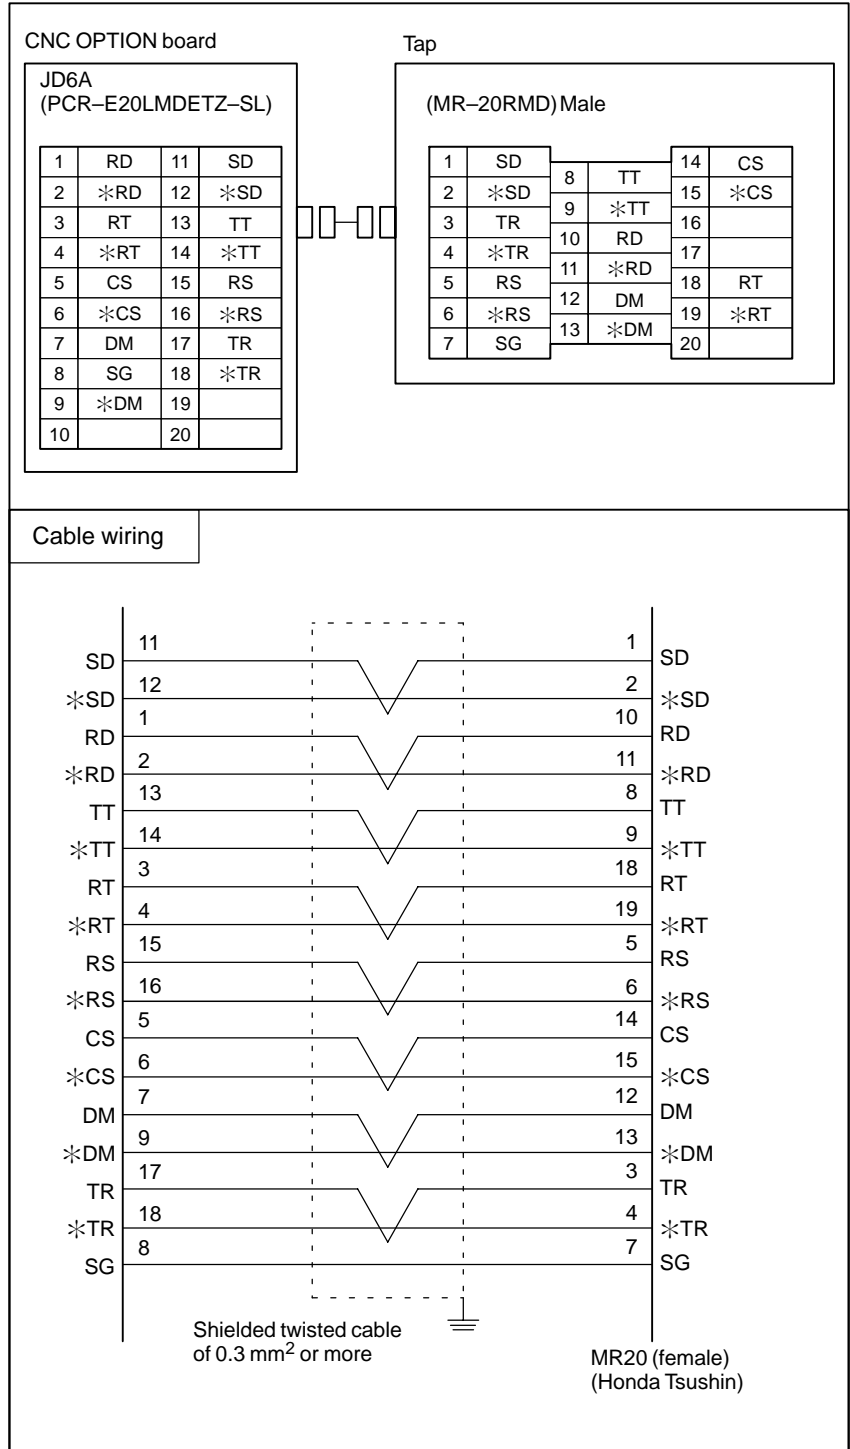 CNC OPTION board
JD6A
(PCR–E20LMDETZ–SL)
1 RD 11 SD
2 ✳RD 12 ✳SD
3 RT 13 TT
4 ✳RT 14 ✳TT
5 CS 15 RS
6 ✳CS 16 ✳RS
7 DM 17 TR
8 SG 18 ✳TR
9 ✳DM 19
10 20
Tap
(MR–20RMD) Male
1 SD
2 ✳SD
3 TR
4 ✳TR
5 RS
6 ✳RS
7 SG
8 TT
9 ✳TT
10 RD
11 ✳RD
12 DM
13 ✳DM
14 CS
15 ✳CS
16
17
18 RT
19 ✳RT
20
Cable wiring
SD 11 1 SD
✳SD 12 2 ✳SD
RD 1 10 RD
✳RD 2 11 ✳RD
TT 13 8 TT
✳TT 14 9 ✳TT
RT 3 18 RT
✳RT 4 19 ✳RT
RS 15 5 RS
✳RS 16 6 ✳RS
CS 5 14 CS
✳CS 6 15 ✳CS
DM 7 12 DM
✳DM 9 13 ✳DM
TR 17 3 TR
✳TR 18 4 ✳TR
SG 8 7 SG
Shielded twisted cable
of 0.3 mm² or more
MR20 (female)
(Honda Tsushin)